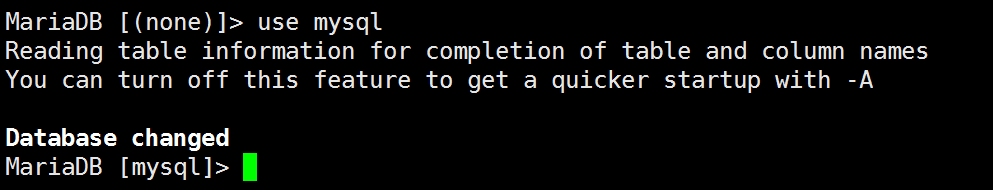 MariaDB [(none)]> use mysql
Reading table information for completion of table and column names
You can turn off this feature to get a quicker startup with -A
Database changed
MariaDB [mysql]>